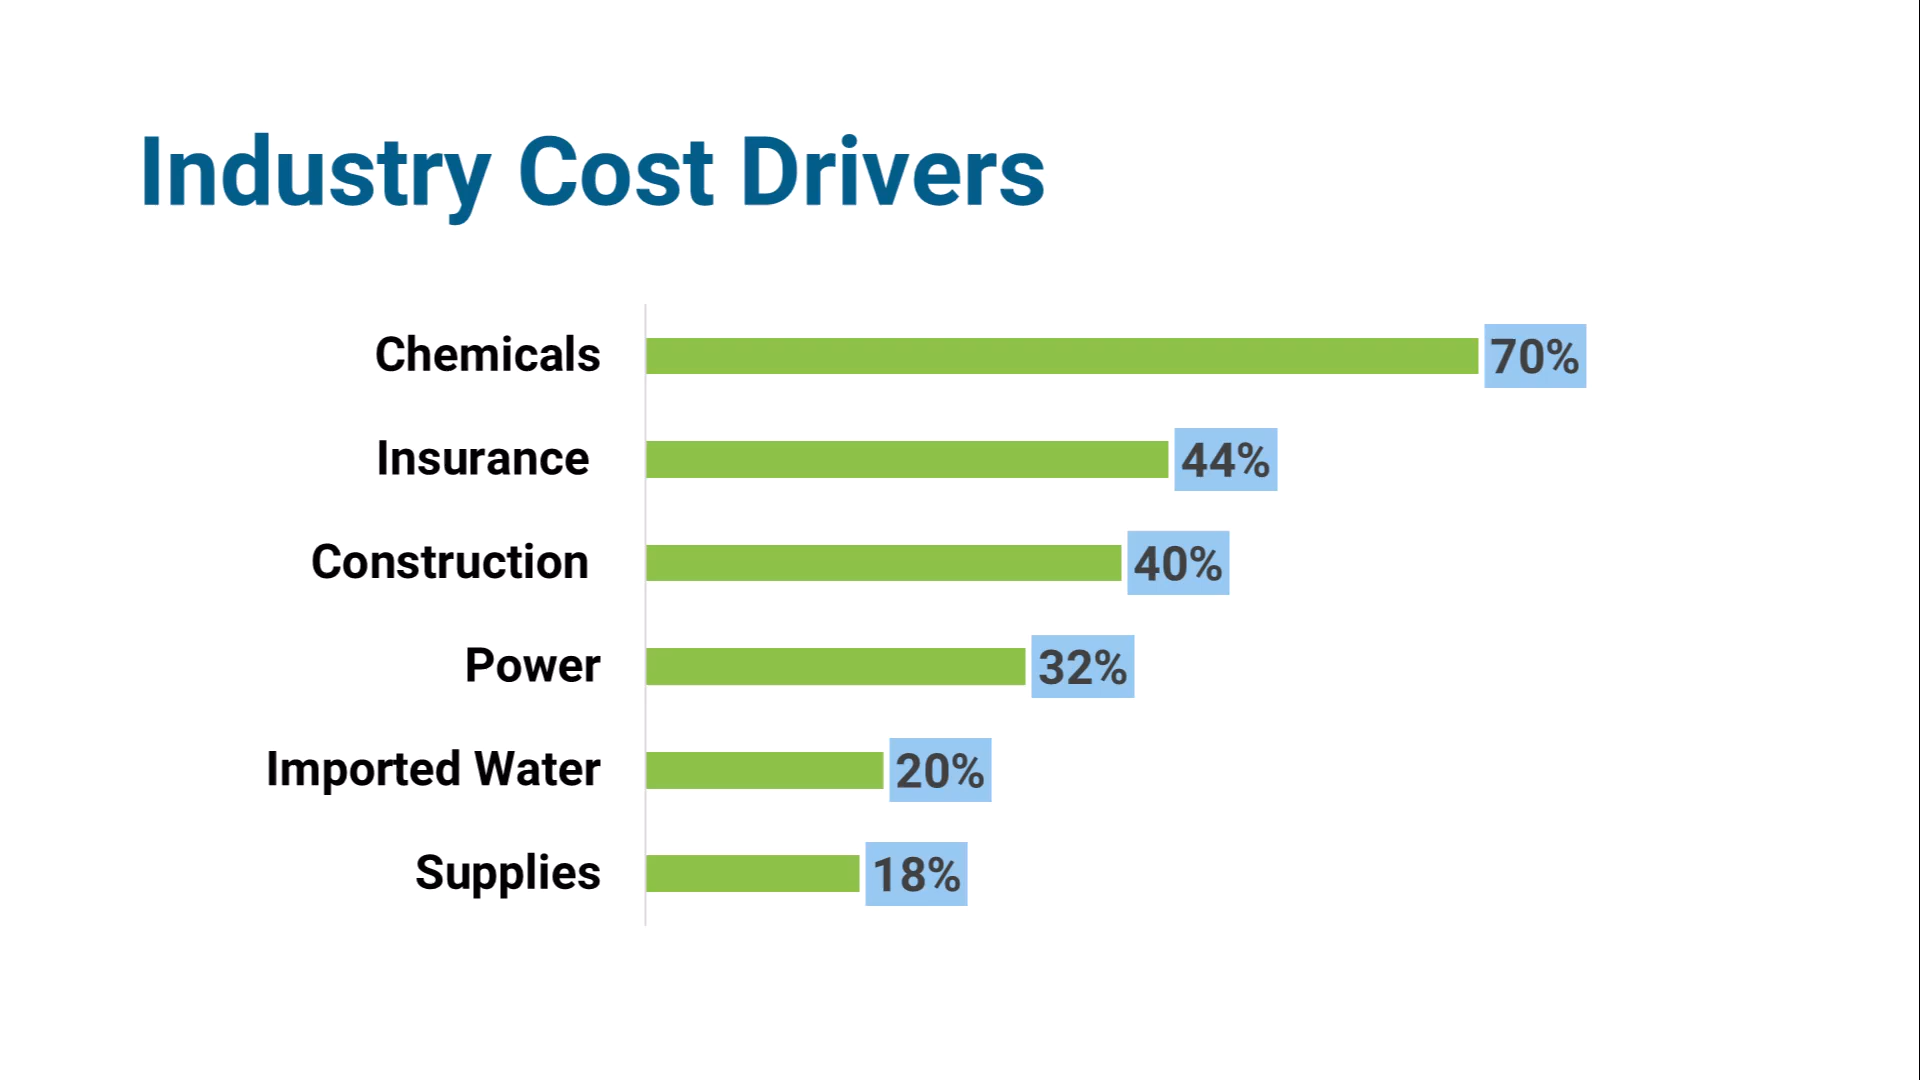 Industry Cost Drivers
Chemicals 70%
Insurance 44%
Construction 40%
Power 32%
Imported Water 20%
Supplies 18%